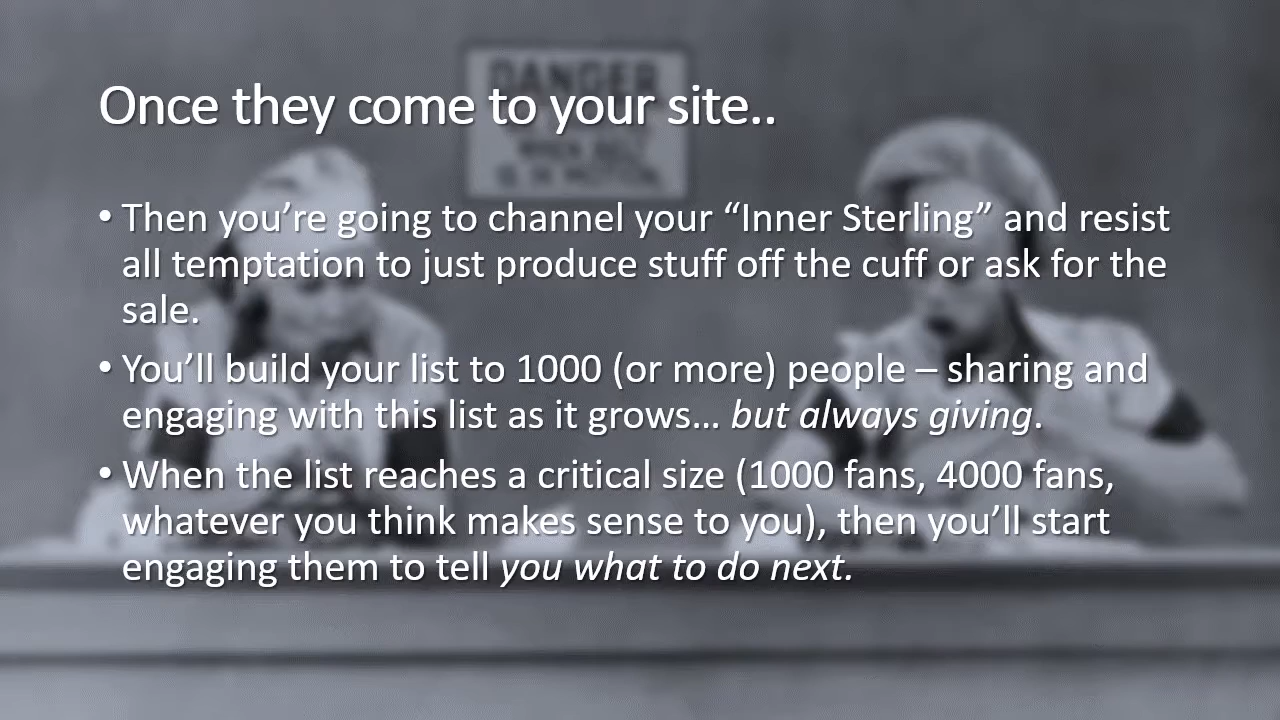 DANGER
Once they come to your site..
• Then you’re going to channel your “Inner Sterling” and resist
all temptation to just produce stuff off the cuff or ask for the
sale.
• You’ll build your list to 1000 (or more) people – sharing and
engaging with this list as it grows… but always giving.
• When the list reaches a critical size (1000 fans, 4000 fans,
whatever you think makes sense to you), then you’ll start
engaging them to tell you what to do next.